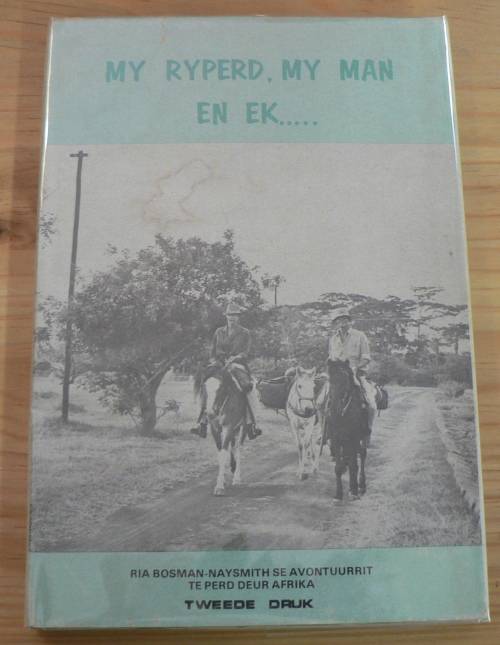 MY RYPERD, MY MAN
EN EK.....
RIA BOSMAN-NAYSMITH SE AVONTUURRIT
TE PERD DEUR AFRIKA
TWEEDE DRUK